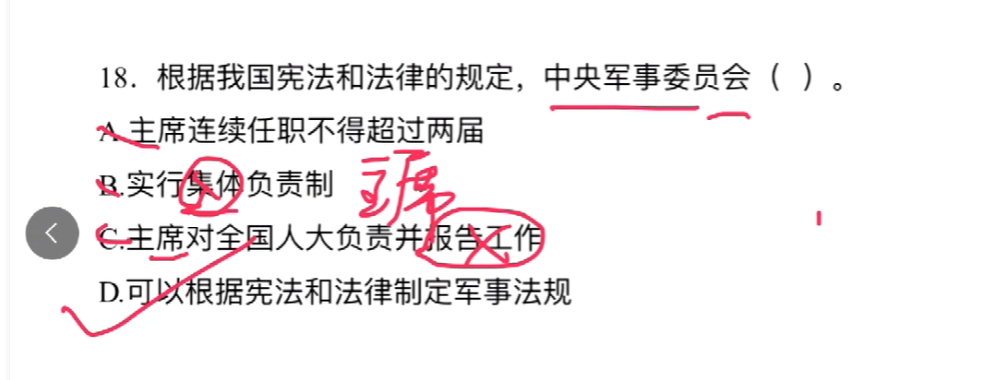 18. 根据我国宪法和法律的规定，中央军事委员会（ ）。
A.主席连续任职不得超过两届
B.实行集体负责制 主席
C.主席对全国人大负责并报告工作
D.可以根据宪法和法律制定军事法规